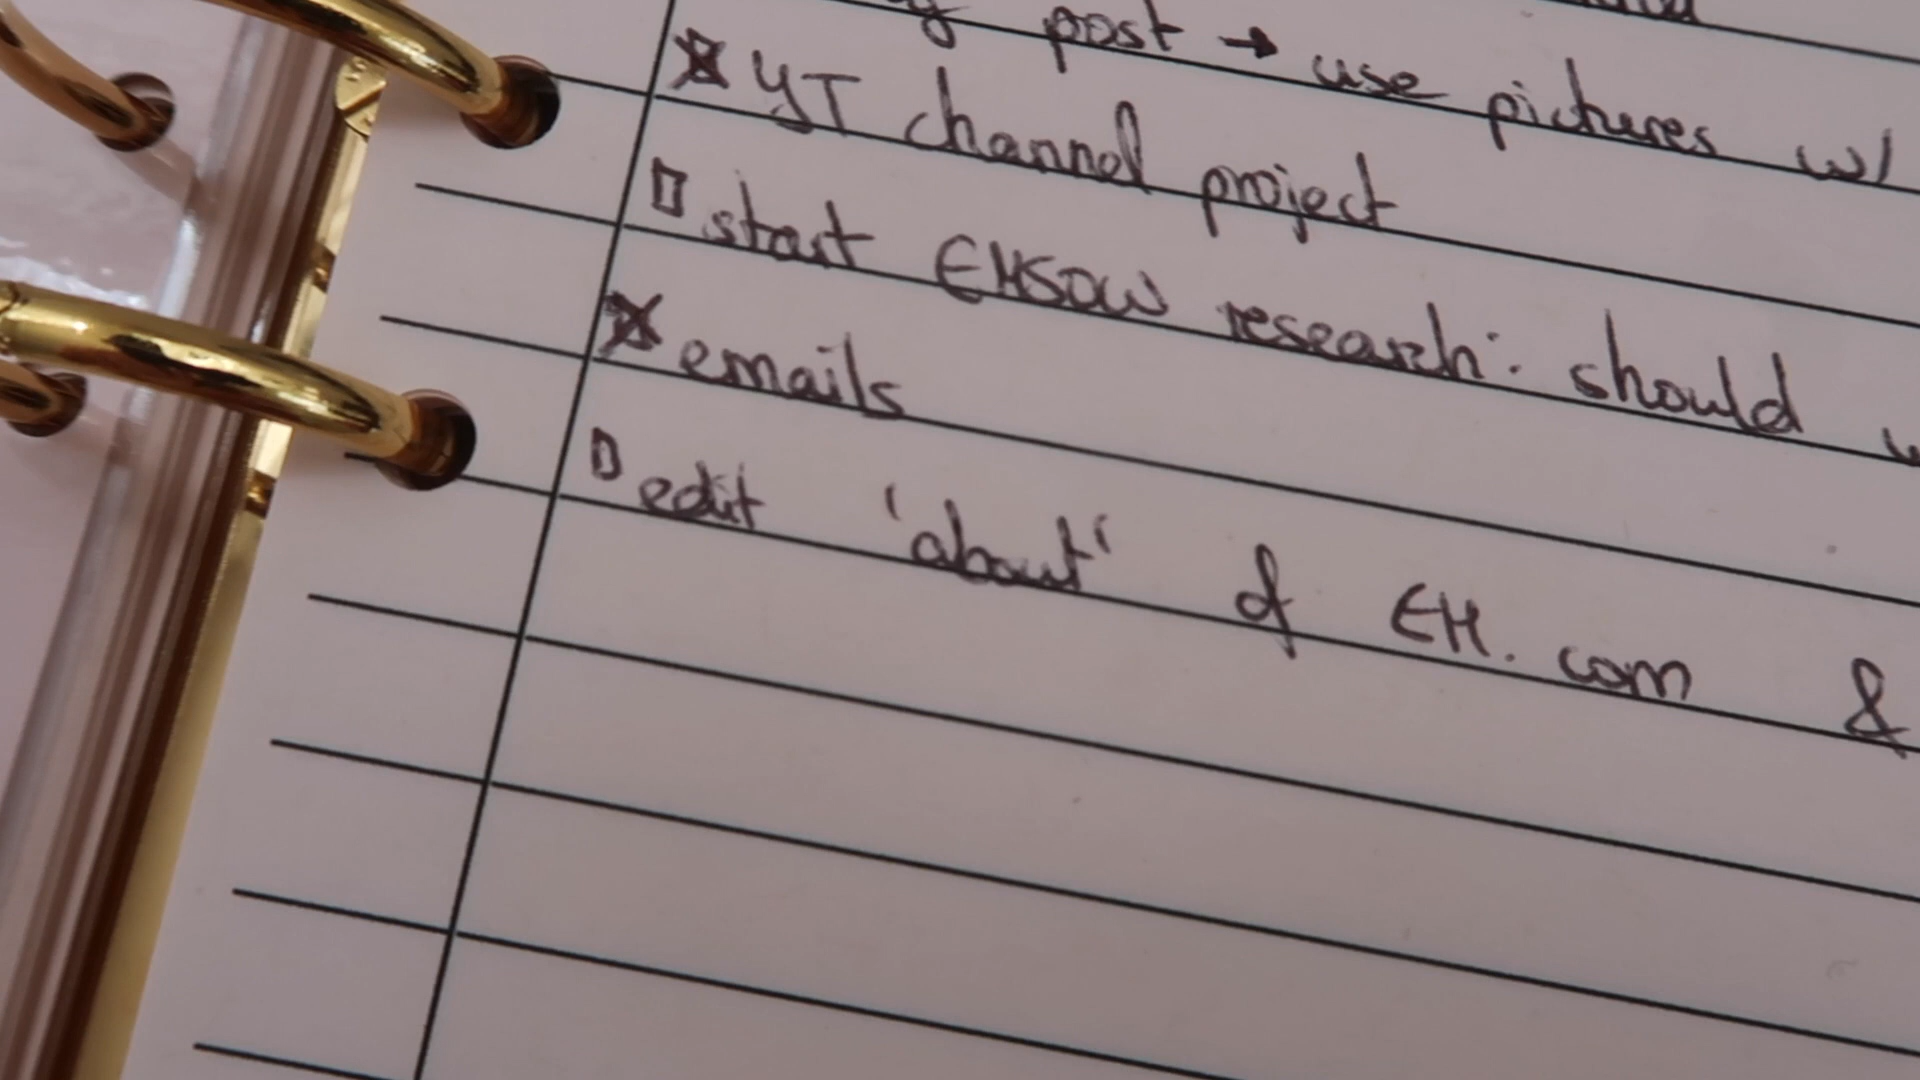 post → use pictures w/
YT channel project
start EHSOW research: should
emails
edit 'about' of EH.com &